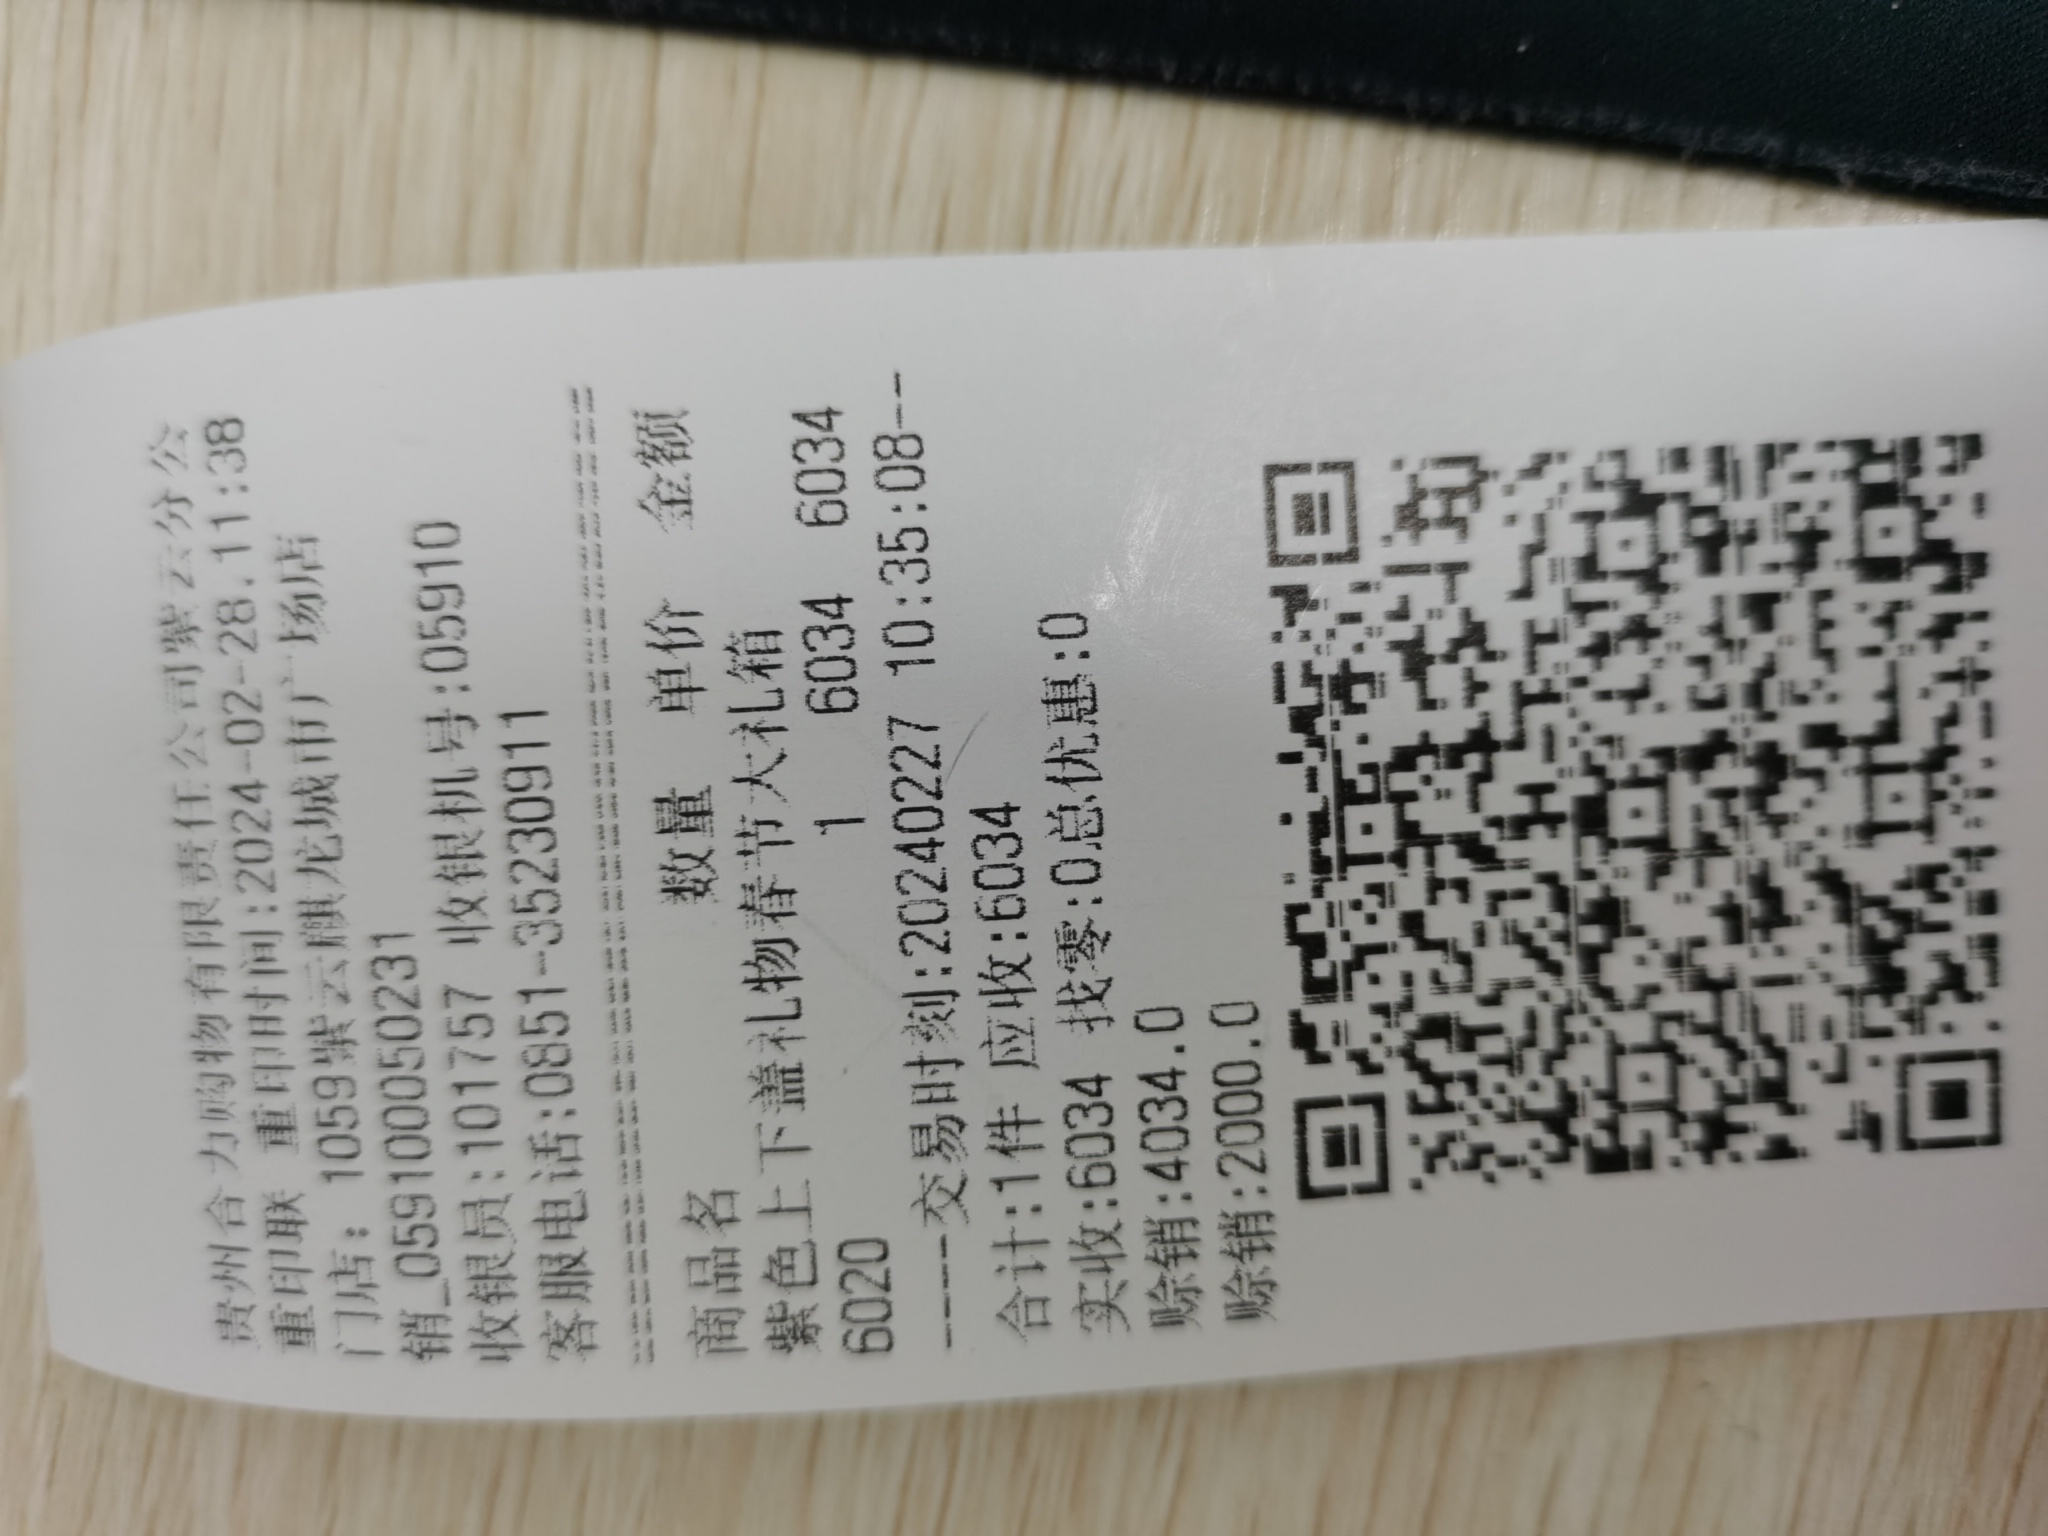 贵州合力购物有限责任公司紫云分公
重印联 重印时间:2024-02-28.11:38
门店: 1059紫云麒龙城市广场店
销_05910005050231
收银员:101757 收银机号:05910
客服电话:0851-35230911
商品名 数量 单价 金额
紫色上下盖礼物春节大礼箱
6020 1 6034 6034
----交易时刻:20240227 10:35:08--
合计:1件 应收:6034
实收:6034 找零:0总优惠:0
赊销:4034.0
赊销:2000.0